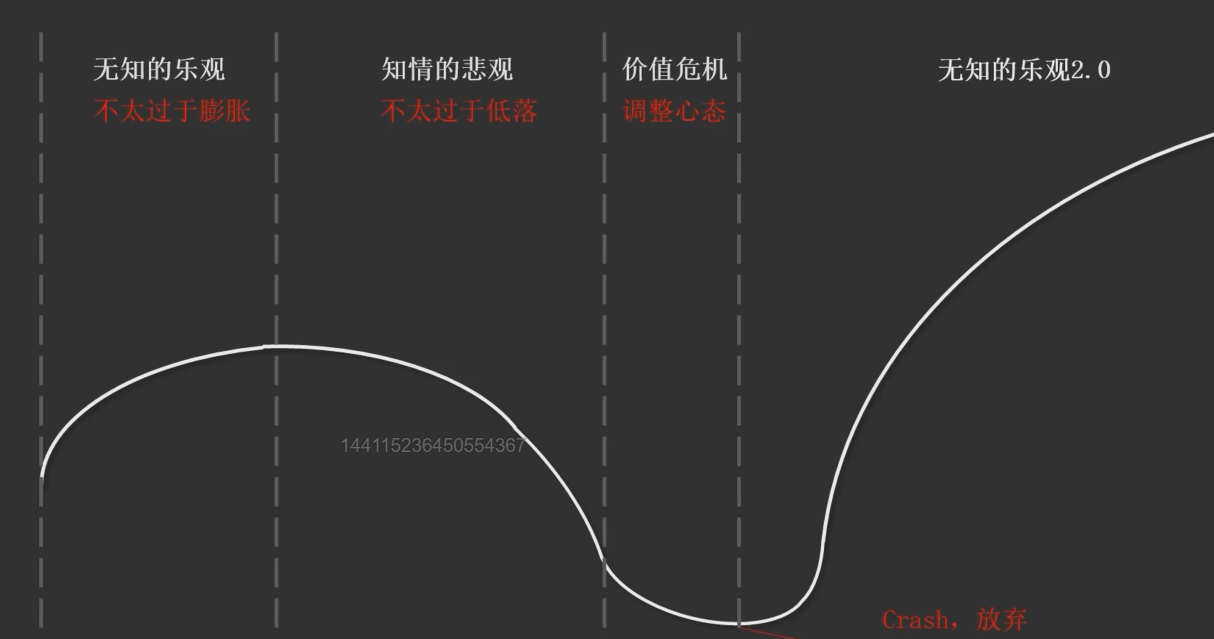 无知的乐观
知情的悲观
价值危机
无知的乐观2.0
不太过于膨胀
不太过于低落
调整心态
144115236450554367
Crash，放弃